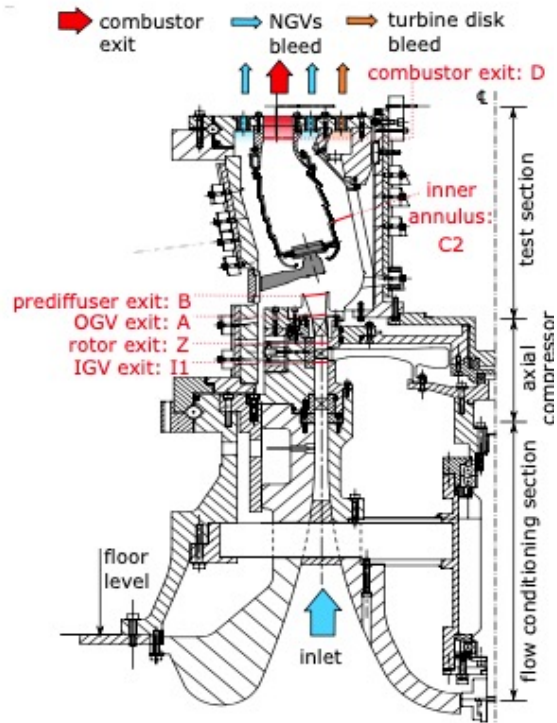 combustor
exit
NGVs
bleed
turbine disk
bleed
combustor exit: D
℄
inner
annulus:
C2
test section
prediffuser exit: B
OGV exit: A
rotor exit: Z
IGV exit: I1
axial
compressor
flow conditioning section
floor
level
inlet